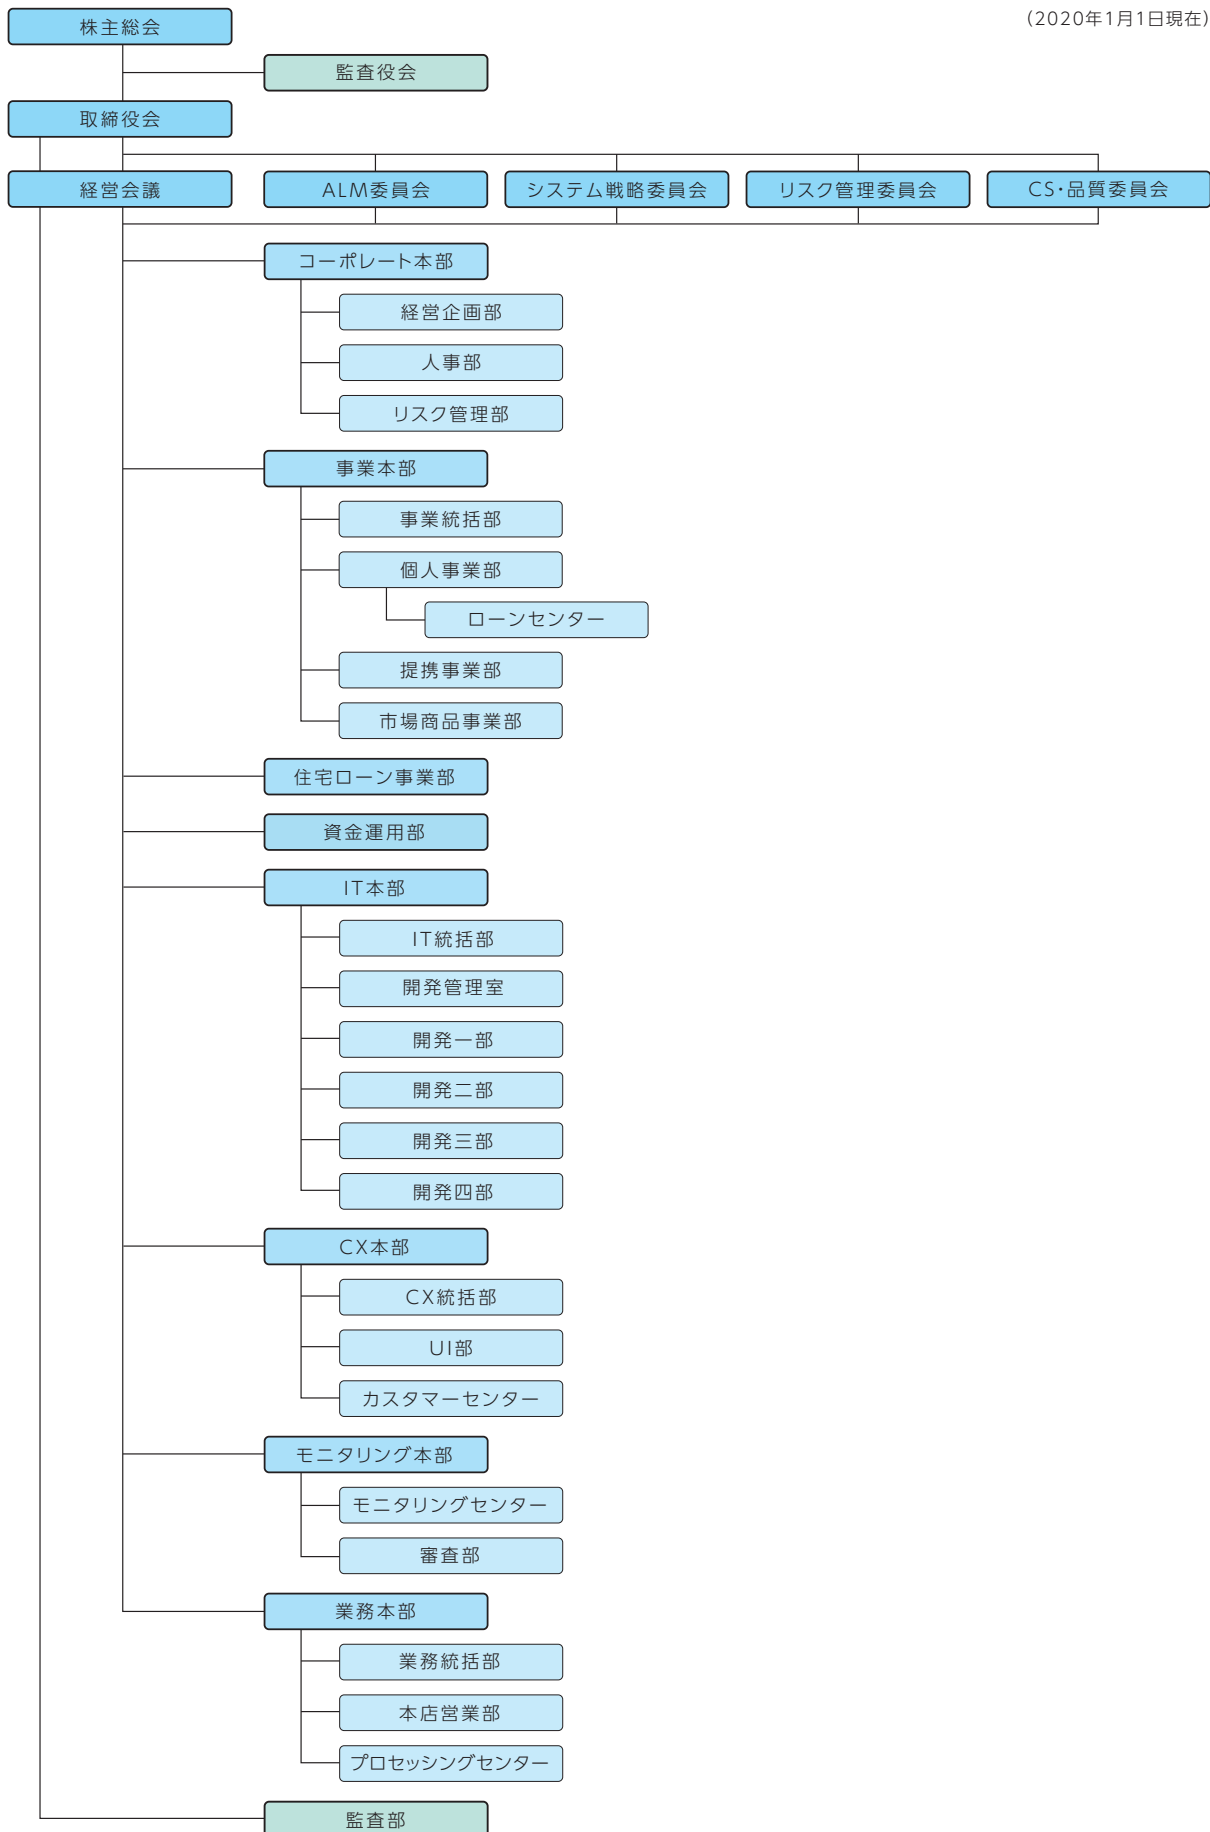 (2020年1月1日現在)
株主総会
監査役会
取締役会
経営会議
ALM委員会
システム戦略委員会
リスク管理委員会
CS・品質委員会
コーポレート本部
経営企画部
人事部
リスク管理部
事業本部
事業統括部
個人事業部
ローンセンター
提携事業部
市場商品事業部
住宅ローン事業部
資金運用部
IT本部
IT統括部
開発管理室
開発一部
開発二部
開発三部
開発四部
CX本部
CX統括部
UI部
カスタマーセンター
モニタリング本部
モニタリングセンター
審査部
業務本部
業務統括部
本店営業部
プロセッシングセンター
監査部